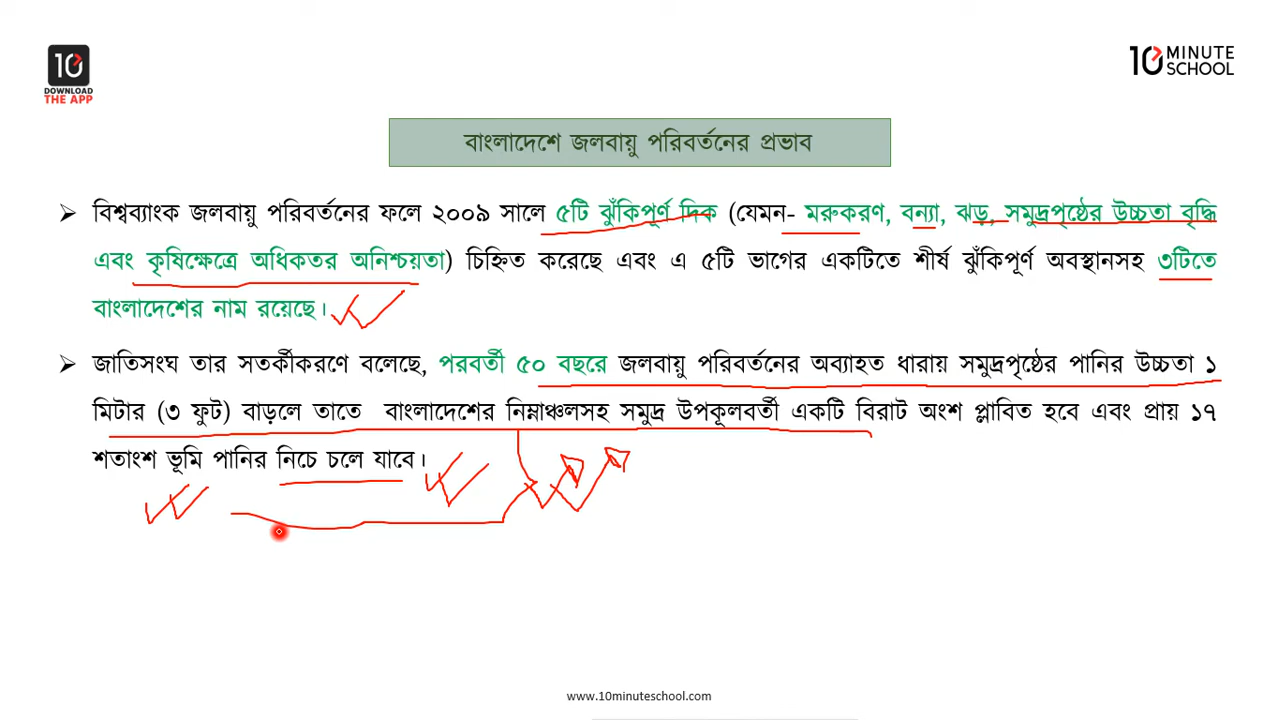 10
DOWNLOAD
THE APP
10 MINUTE
SCHOOL
বাংলাদেশে জলবায়ু পরিবর্তনের প্রভাব
➢ বিশ্বব্যাংক জলবায়ু পরিবর্তনের ফলে ২০০৯ সালে ৫টি ঝুঁকিপূর্ণ দিক (যেমন- মরুকরণ, বন্যা, ঝড়, সমুদ্রপৃষ্ঠের উচ্চতা বৃদ্ধি
এবং কৃষিক্ষেত্রে অধিকতর অনিশ্চয়তা) চিহ্নিত করেছে এবং এ ৫টি ভাগের একটিতে শীর্ষ ঝুঁকিপূর্ণ অবস্থানসহ ৩টিতে
বাংলাদেশের নাম রয়েছে।
➢ জাতিসংঘ তার সতর্কীকরণে বলেছে, পরবর্তী ৫০ বছরে জলবায়ু পরিবর্তনের অব্যাহত ধারায় সমুদ্রপৃষ্ঠের পানির উচ্চতা ১
মিটার (৩ ফুট) বাড়লে তাতে বাংলাদেশের নিম্নাঞ্চলসহ সমুদ্র উপকূলবর্তী একটি বিরাট অংশ প্লাবিত হবে এবং প্রায় ১৭
শতাংশ ভূমি পানির নিচে চলে যাবে।
www.10minuteschool.com